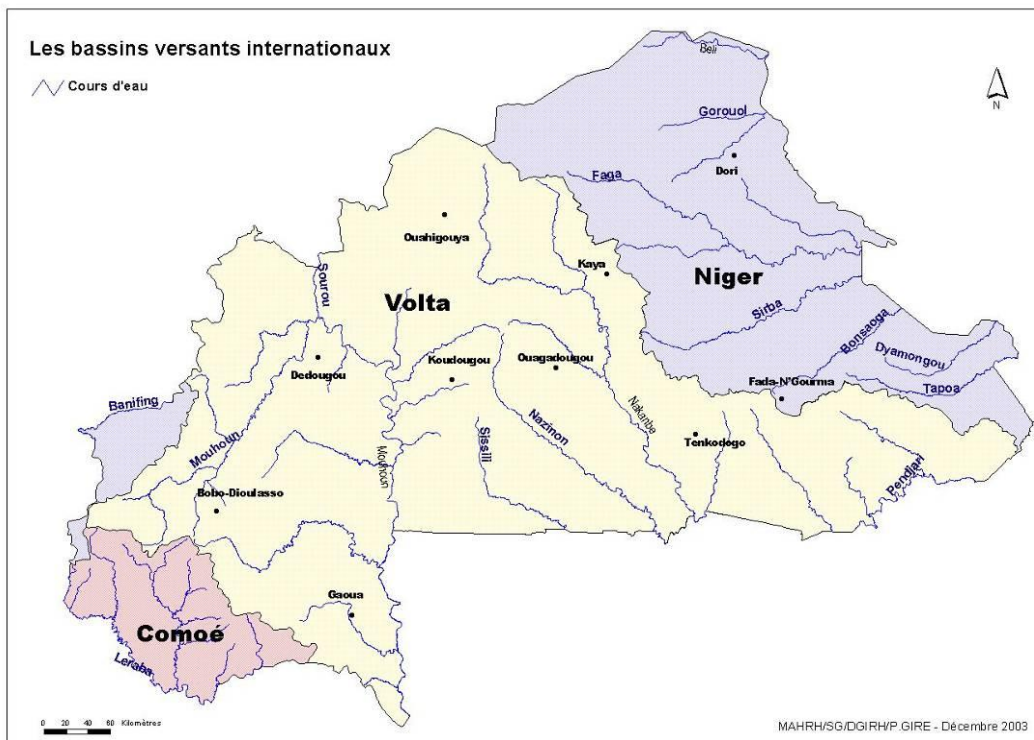 Les bassins versants internationaux
Cours d'eau
N
Beli
Gorouol
Dori
Faga
Ouahigouya
Kaya
Niger
Sourou
Volta
Sirba
Bonsaoga
Dyamongou
Koudougou
Ouagadougou
Dedougou
Tapoa
Fada-N'Gourma
Banifing
Nakanbe
Mouhoun
Sissili
Nazinon
Tenkodogo
Mouhoun
Pendjari
Bobo-Dioulasso
Gaoua
Comoé
Leraba
0 20 40 60 Kilomètres
MAHRH/SG/DGIRH/P.GIRE - Décembre 2003